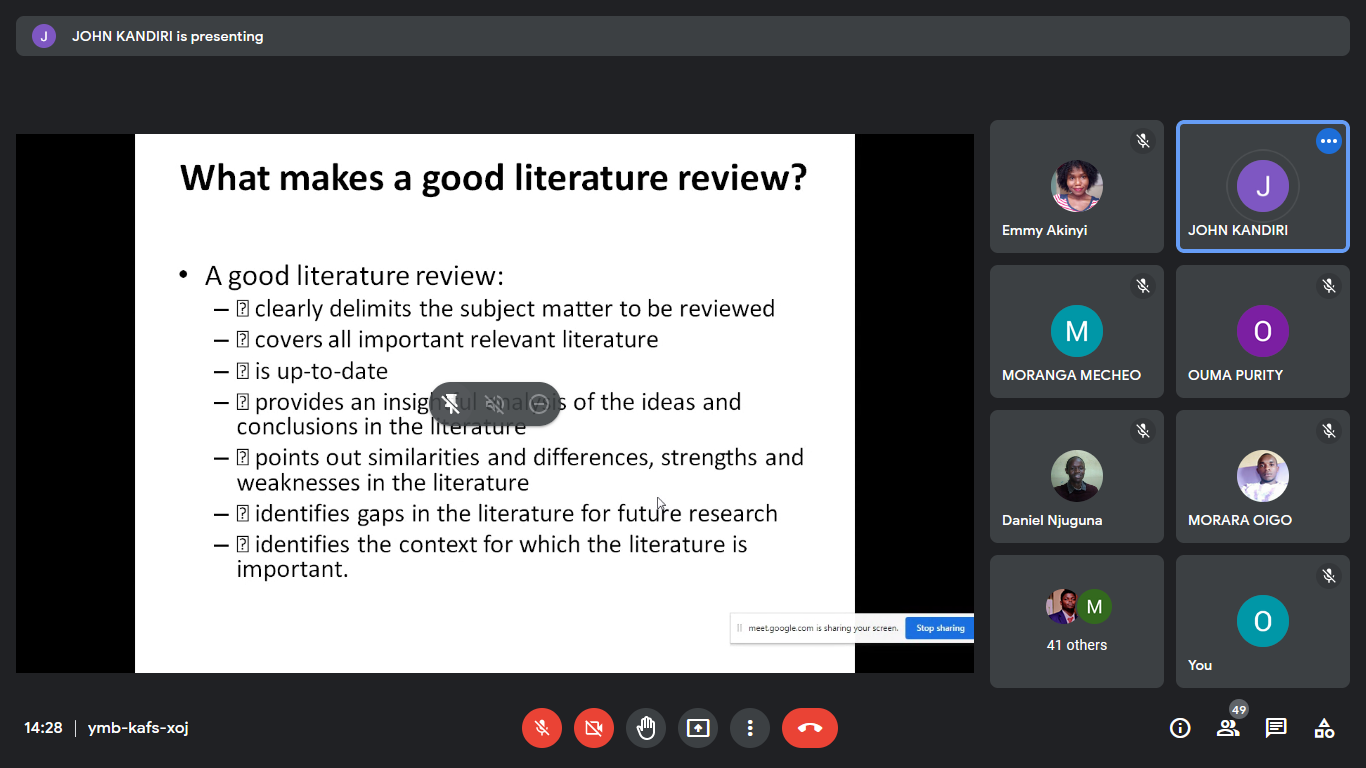 J JOHN KANDIRI is presenting
What makes a good literature review?
• A good literature review:
– ⍰ clearly delimits the subject matter to be reviewed
– ⍰ covers all important relevant literature
– ⍰ is up-to-date
– ⍰ provides an insightful analysis of the ideas and
conclusions in the literature
– ⍰ points out similarities and differences, strengths and
weaknesses in the literature
– ⍰ identifies gaps in the literature for future research
– ⍰ identifies the context for which the literature is
important.
meet.google.com is sharing your screen. Stop sharing
Emmy Akinyi
J
JOHN KANDIRI
M
MORANGA MECHEO
O
OUMA PURITY
Daniel Njuguna
MORARA OIGO
M
41 others
O
You
14:28 | ymb-kafs-xoj
49